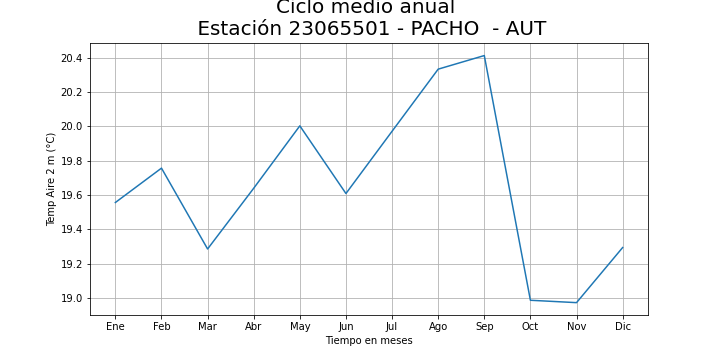 Ciclo medio anual
Estación 23065501 - PACHO  - AUT
Temp Aire 2 m (°C)
20.4
20.2
20.0
19.8
19.6
19.4
19.2
19.0
Ene Feb Mar Abr May Jun Jul Ago Sep Oct Nov Dic
Tiempo en meses